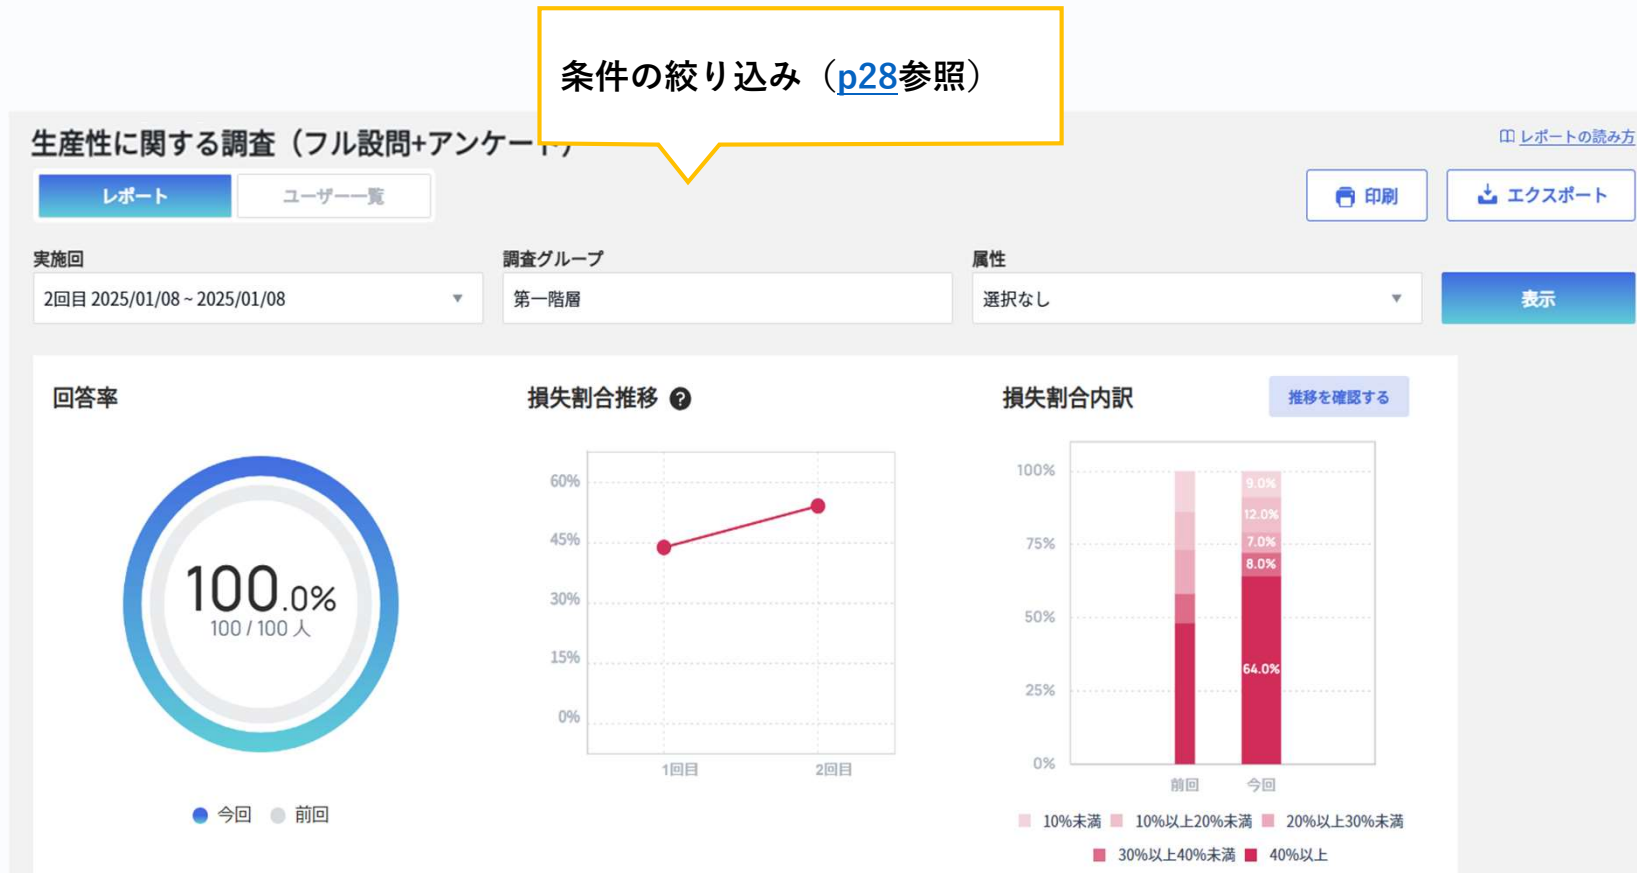 条件の絞り込み（p28参照）
生産性に関する調査（フル設問+アンケート）
レポートの読み方
レポート
ユーザー一覧
印刷
エクスポート
実施回
調査グループ
属性
2回目 2025/01/08 ~ 2025/01/08
第一階層
選択なし
表示
回答率
100.0%
100 / 100 人
今回
前回
損失割合推移 ?
60%
45%
30%
15%
0%
1回目
2回目
損失割合内訳
推移を確認する
100%
75%
50%
25%
0%
9.0%
12.0%
7.0%
8.0%
64.0%
前回
今回
10%未満
10%以上20%未満
20%以上30%未満
30%以上40%未満
40%以上